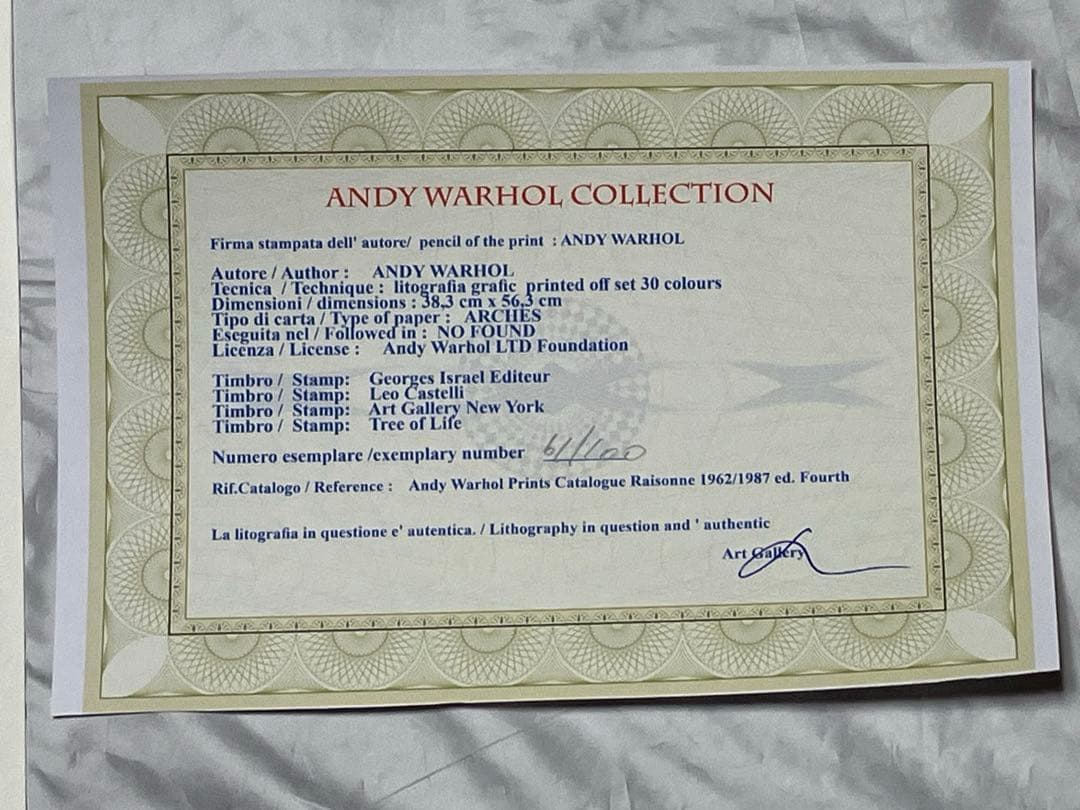 ANDY WARHOL COLLECTION
Firma stampata dell' autore/ pencil of the print : ANDY WARHOL
Autore / Author : ANDY WARHOL
Tecnica / Technique : litografia grafic printed off set 30 colours
Dimensioni / dimensions : 38,3 cm x 56,3 cm
Tipo di carta / Type of paper : ARCHES
Eseguita nel / Followed in : NO FOUND
Licenza / License : Andy Warhol LTD Foundation
Timbro / Stamp: Georges Israel Editeur
Timbro / Stamp: Leo Castelli
Timbro / Stamp: Art Gallery New York
Timbro / Stamp: Tree of Life
Numero esemplare /exemplary number 61/100
Rif.Catalogo / Reference : Andy Warhol Prints Catalogue Raisonne 1962/1987 ed. Fourth
La litografia in questione e' autentica. / Lithography in question and ' authentic
Art Gallery